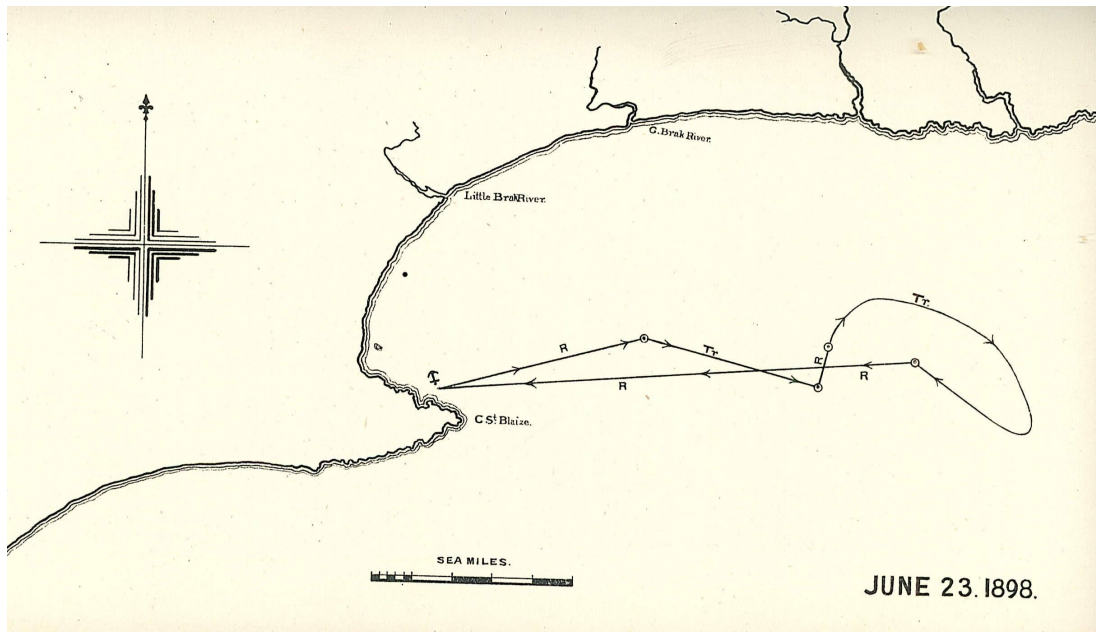 G. Brak River.
Little Brak River.
Tr.
R
Tr
R
R
R
C St. Blaize.
SEA MILES.
JUNE 23. 1898.